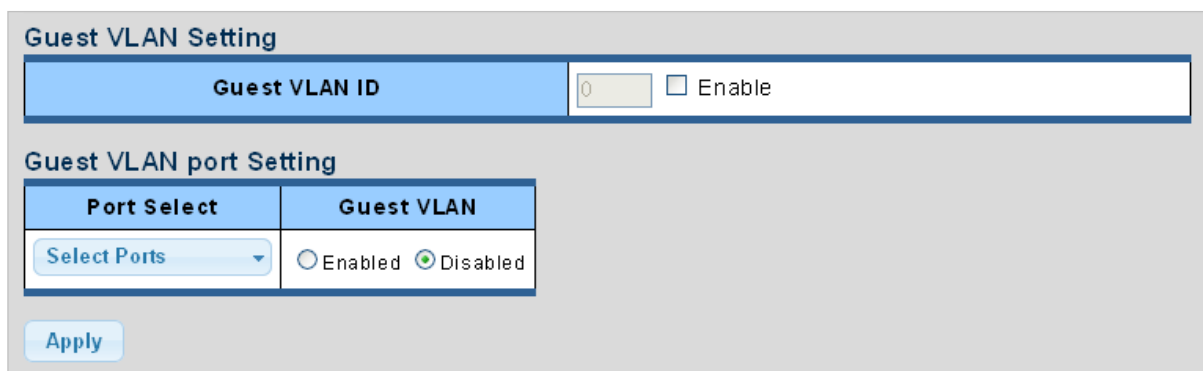 Guest VLAN Setting
Guest VLAN ID 0 Enable
Guest VLAN port Setting
Port Select Guest VLAN
Select Ports Enabled Disabled
Apply